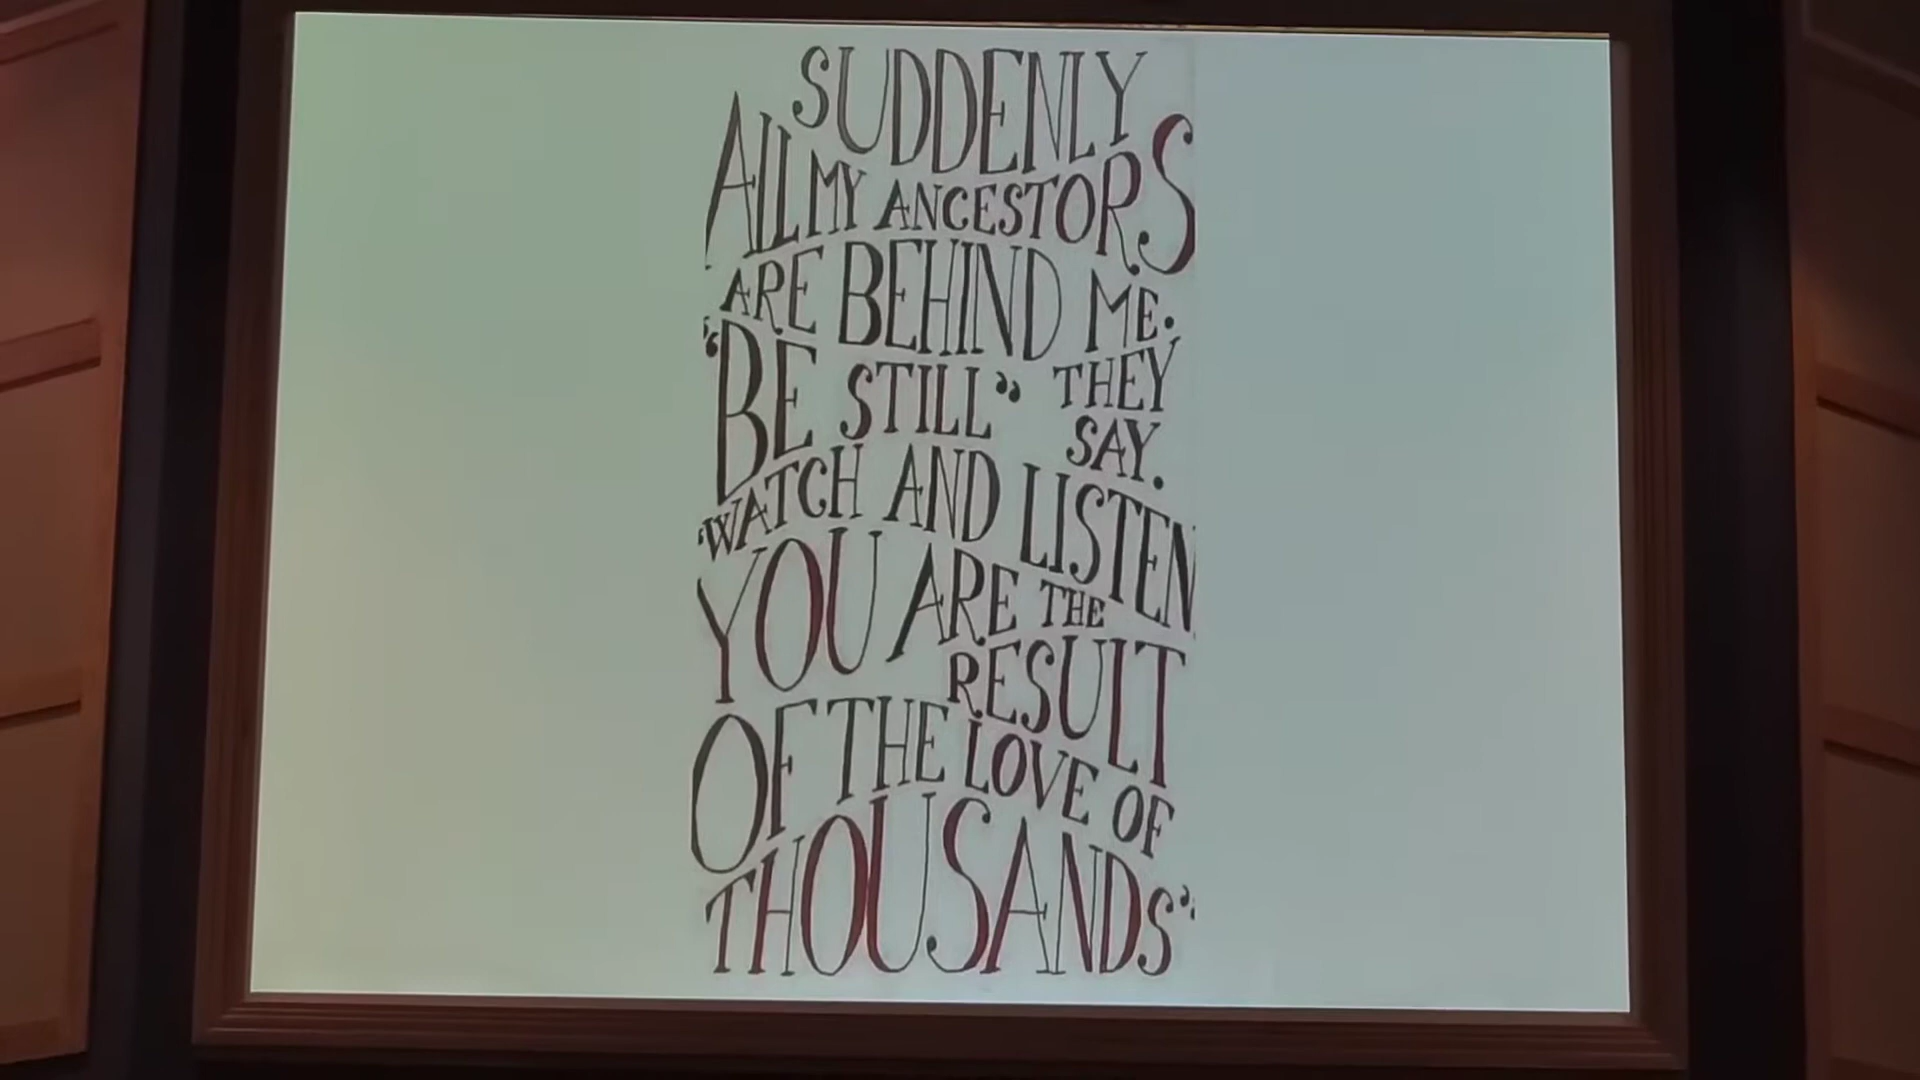 SUDDENLY
ALL MY ANCESTORS
ARE BEHIND ME.
“BE STILL” THEY
SAY.
‘WATCH AND LISTEN
YOU ARE THE
RESULT
OF THE LOVE OF
THOUSANDS’